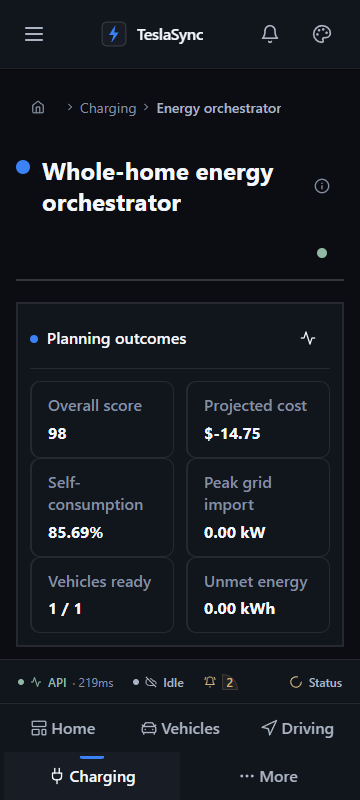 TeslaSync
Charging
Energy orchestrator
Whole-home energy
orchestrator
Planning outcomes
Overall score
98
Projected cost
$-14.75
Self-
consumption
85.69%
Peak grid
import
0.00 kW
Vehicles ready
1 / 1
Unmet energy
0.00 kWh
API · 219ms
Idle
2
Status
Home
Vehicles
Driving
Charging
More